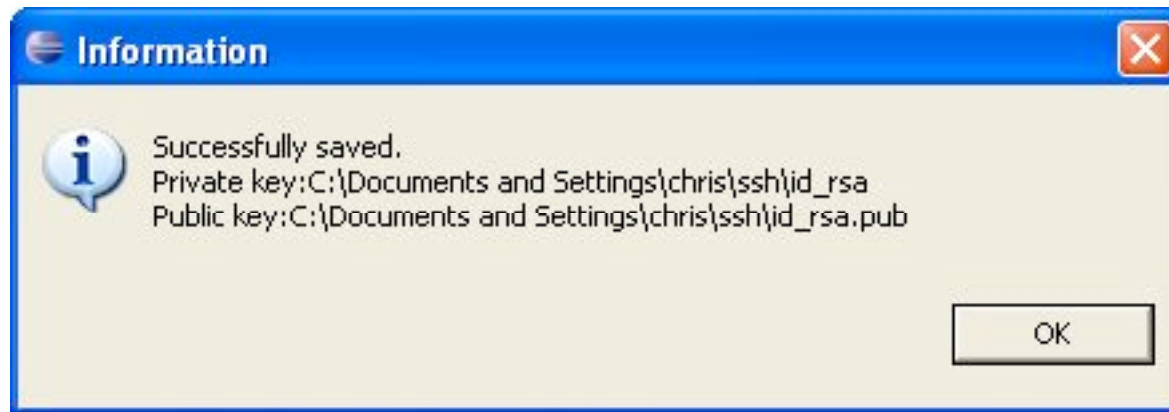 Information
Successfully saved.
Private key:C:\Documents and Settings\chris\ssh\id_rsa
Public key:C:\Documents and Settings\chris\ssh\id_rsa.pub
OK